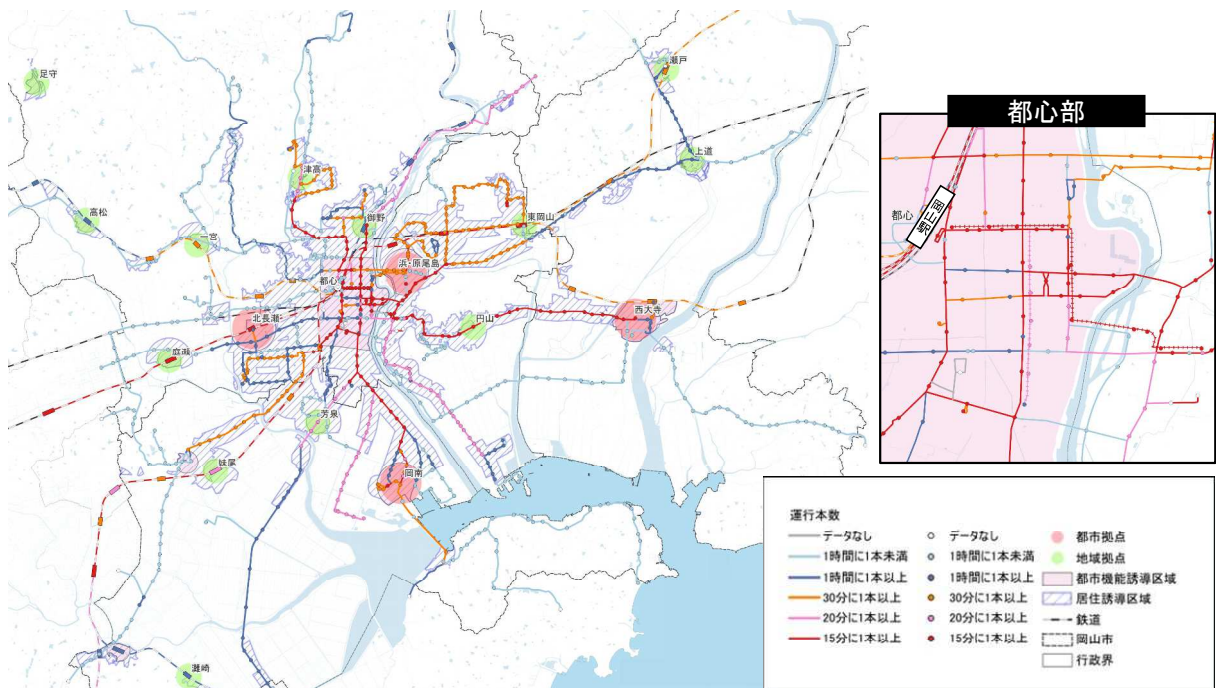 足守
瀬戸
都心部
津高
上道
高松
御野
東岡山
一宮
浜・原尾島
都心
都心
岡山駅
北長瀬
円山
西大寺
庭瀬
芳泉
妹尾
岡南
灘崎
運行本数
データなし
データなし
都市拠点
1時間に1本未満
1時間に1本未満
地域拠点
1時間に1本以上
1時間に1本以上
都市機能誘導区域
30分に1本以上
30分に1本以上
居住誘導区域
20分に1本以上
20分に1本以上
鉄道
15分に1本以上
15分に1本以上
岡山市
行政界